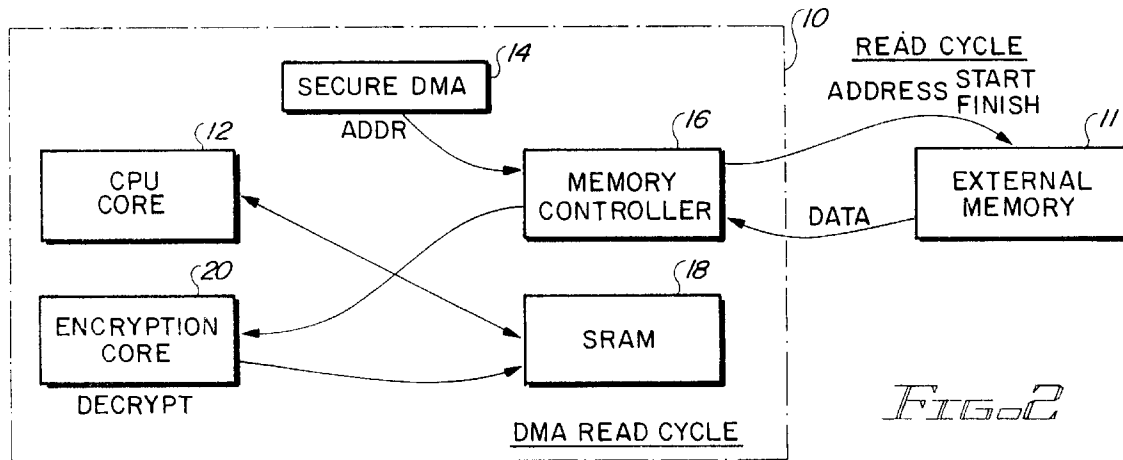 10
READ CYCLE
ADDRESS START
FINISH
14
SECURE DMA
ADDR
12
CPU
CORE
16
MEMORY
CONTROLLER
11
EXTERNAL
MEMORY
DATA
20
ENCRYPTION
CORE
DECRYPT
18
SRAM
DMA READ CYCLE
FIG. 2